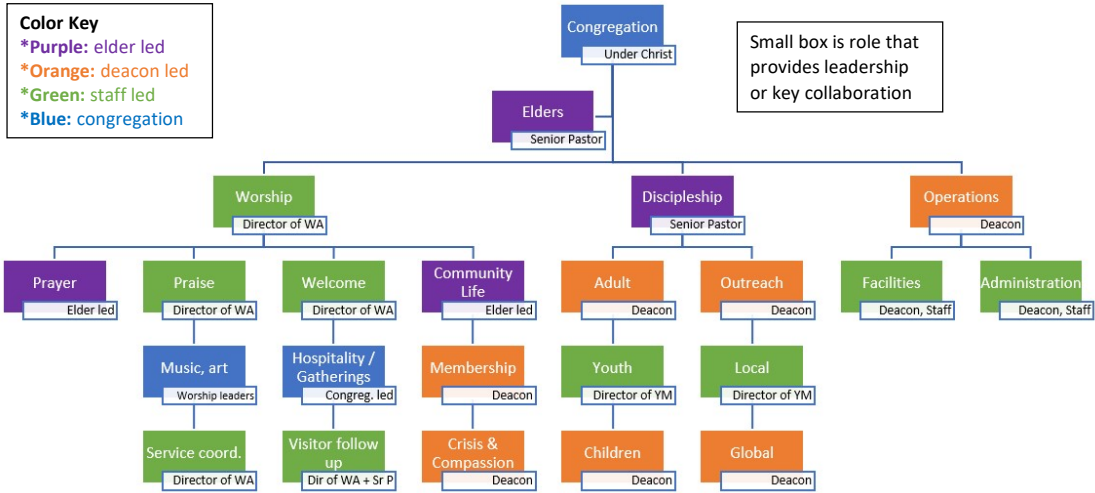 Color Key
*Purple: elder led
*Orange: deacon led
*Green: staff led
*Blue: congregation
Congregation
Under Christ
Small box is role that
provides leadership
or key collaboration
Elders
Senior Pastor
Worship
Director of WA
Discipleship
Senior Pastor
Operations
Deacon
Prayer
Elder led
Praise
Director of WA
Welcome
Director of WA
Community
Life
Elder led
Adult
Deacon
Outreach
Deacon
Facilities
Deacon, Staff
Administration
Deacon, Staff
Music, art
Worship leaders
Hospitality /
Gatherings
Congreg. led
Membership
Deacon
Youth
Director of YM
Local
Director of YM
Service coord.
Director of WA
Visitor follow
up
Dir of WA + Sr P
Crisis &
Compassion
Deacon
Children
Deacon
Global
Deacon